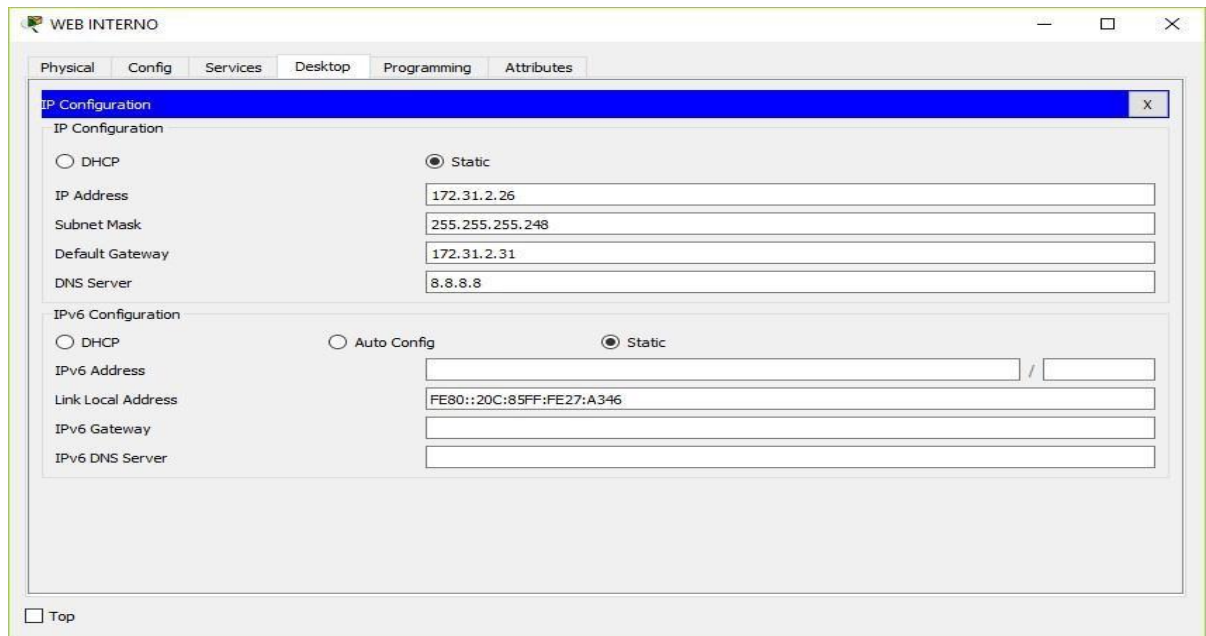 WEB INTERNO
Physical Config Services Desktop Programming Attributes
IP Configuration X
IP Configuration
DHCP Static
IP Address 172.31.2.26
Subnet Mask 255.255.255.248
Default Gateway 172.31.2.31
DNS Server 8.8.8.8
IPv6 Configuration
DHCP Auto Config Static
IPv6 Address /
Link Local Address FE80::20C:85FF:FE27:A346
IPv6 Gateway
IPv6 DNS Server
Top